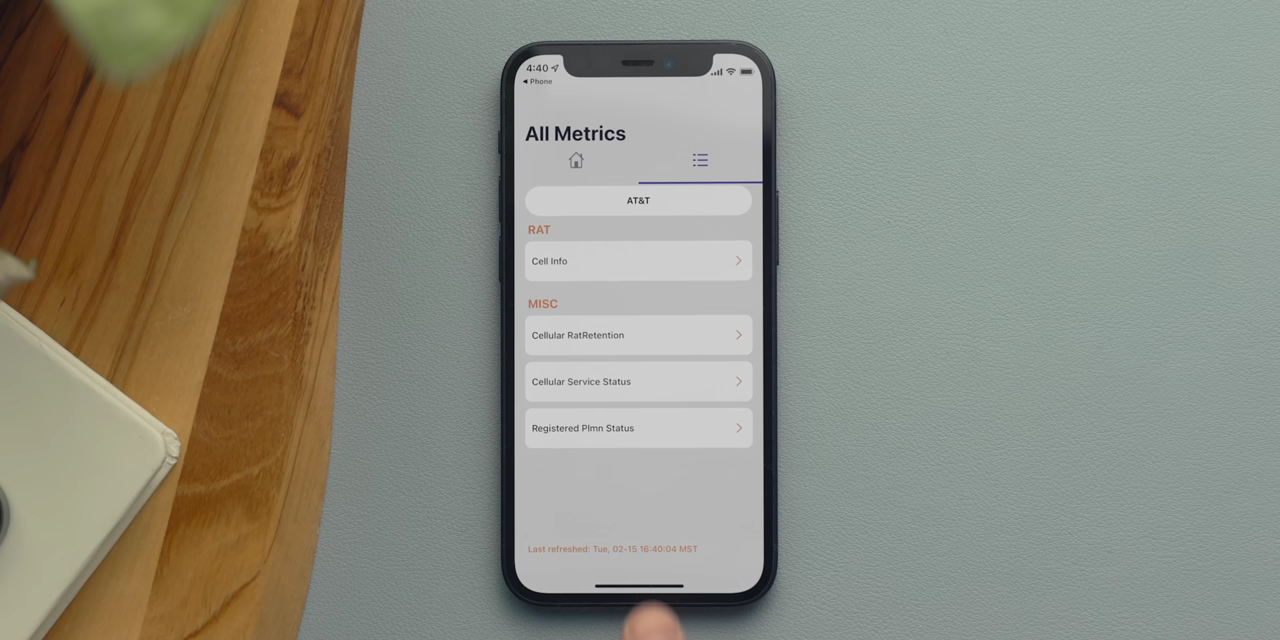 4:40
◀ Phone
All Metrics
AT&T
RAT
Cell Info
MISC
Cellular RatRetention
Cellular Service Status
Registered Plmn Status
Last refreshed: Tue, 02-15 16:40:04 MST